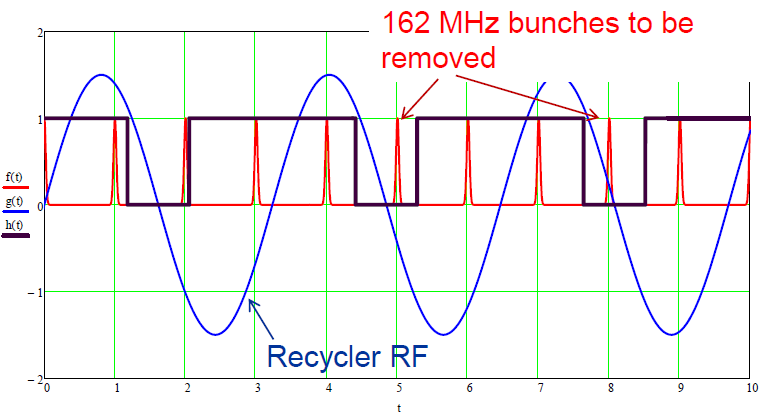 162 MHz bunches to be
removed
2
1
0
− 1
− 2
f(t)
g(t)
h(t)
Recycler RF
0 1 2 3 4 5 6 7 8 9 10
t